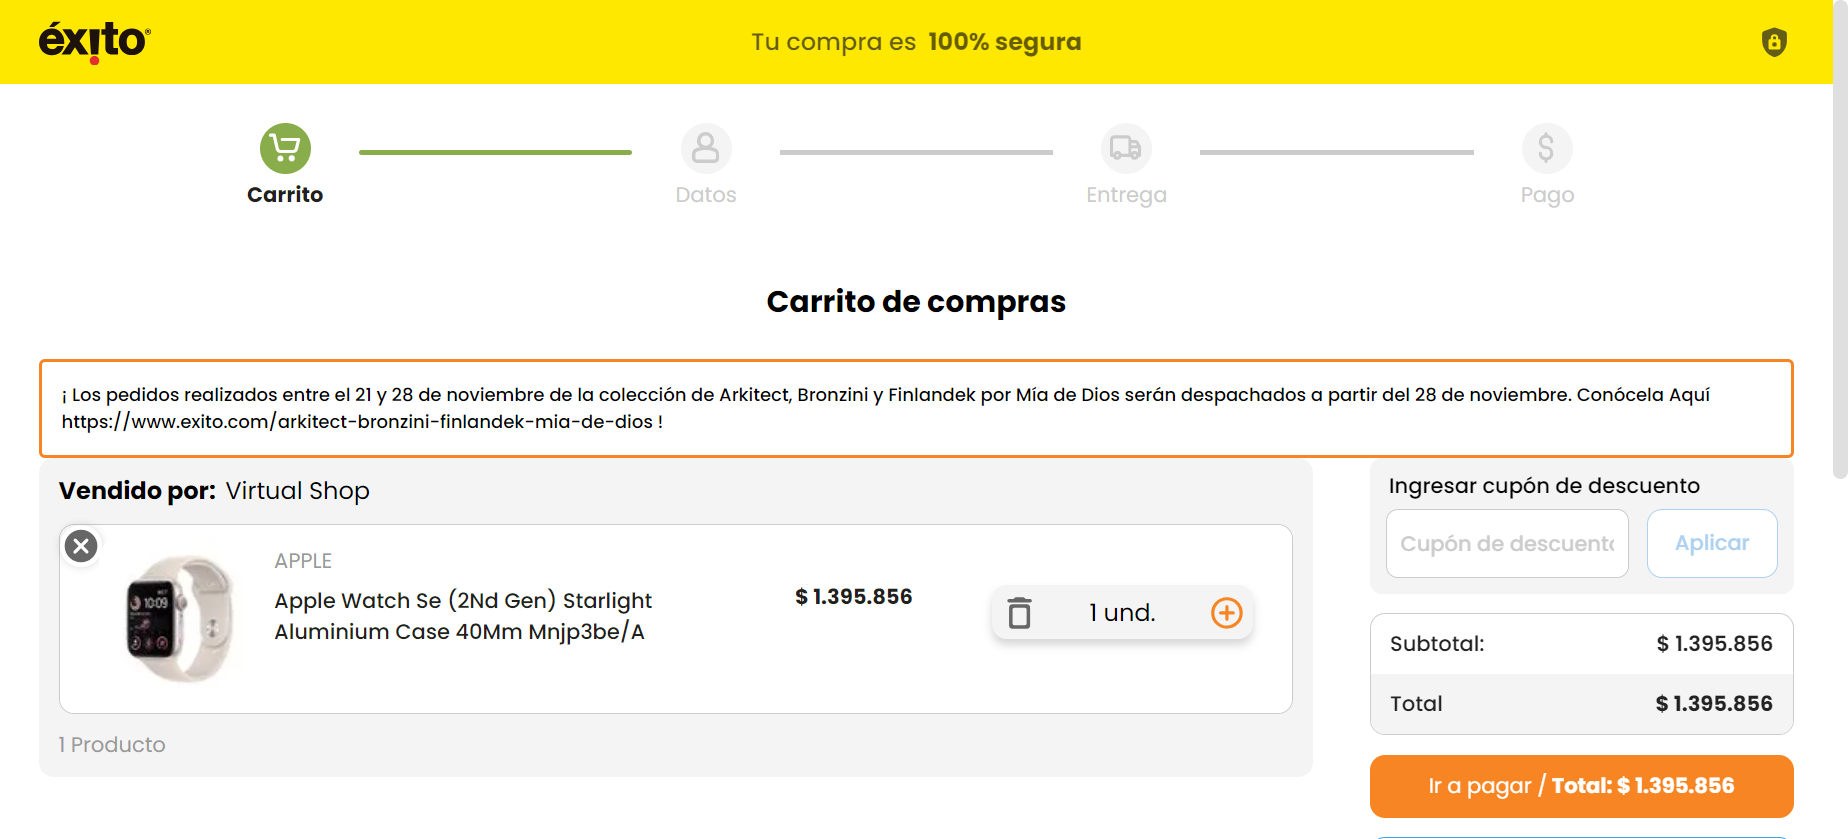 éxito
Tu compra es 100% segura
Carrito
Datos
Entrega
Pago
Carrito de compras
¡ Los pedidos realizados entre el 21 y 28 de noviembre de la colección de Arkitect, Bronzini y Finlandek por Mía de Dios serán despachados a partir del 28 de noviembre. Conócela Aquí
https://www.exito.com/arkitect-bronzini-finlandek-mia-de-dios !
Vendido por: Virtual Shop
APPLE
Apple Watch Se (2Nd Gen) Starlight
Aluminium Case 40Mm Mnjp3be/A
$ 1.395.856
1 und.
10:09
1 Producto
Ingresar cupón de descuento
Cupón de descuento
Aplicar
Subtotal: $ 1.395.856
Total $ 1.395.856
Ir a pagar / Total: $ 1.395.856